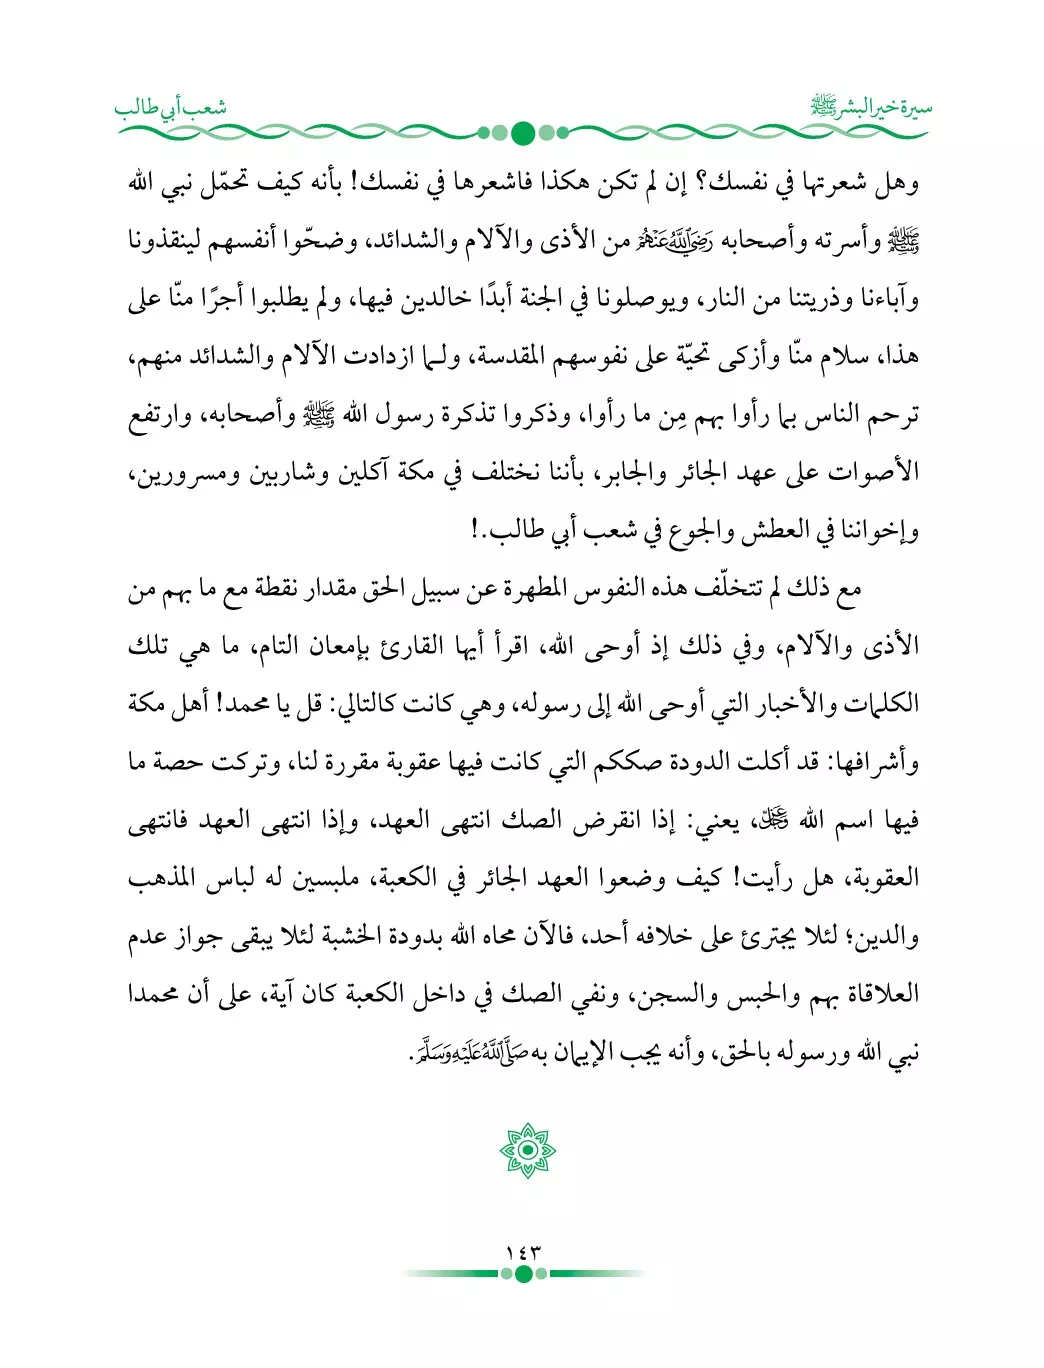 سيرة خير البشر ﷺ
شعب أبي طالب
وهل شعرتها في نفسك؟ إن لم تكن هكذا فاشعرها في نفسك! بأنه كيف تحمّل نبي الله
ﷺ وأسرته وأصحابه رَضِيَ اللَّهُ عَنْهُمْ من الأذى والآلام والشدائد، وضحّوا أنفسهم لينقذونا
وآباءنا وذريتنا من النار، ويوصلونا في الجنة أبدًا خالدين فيها، ولم يطلبوا أجرًا منّا على
هذا، سلام منّا وأزكى تحيّة على نفوسهم المقدسة، ولـما ازدادت الآلام والشدائد منهم،
ترحم الناس بما رأوا بهم مِن ما رأوا، وذكروا تذكرة رسول الله ﷺ وأصحابه، وارتفع
الأصوات على عهد الجائر والجابر، بأننا نختلف في مكة آكلين وشاربين ومسرورين،
وإخواننا في العطش والجوع في شعب أبي طالب.!
مع ذلك لم تتخلّف هذه النفوس المطهرة عن سبيل الحق مقدار نقطة مع ما بهم من
الأذى والآلام، وفي ذلك إذ أوحى الله، اقرأ أيها القارئ بإمعان التام، ما هي تلك
الكلمات والأخبار التي أوحى الله إلى رسوله، وهي كانت كالتالي: قل يا محمد! أهل مكة
وأشرافها: قد أكلت الدودة صككم التي كانت فيها عقوبة مقررة لنا، وتركت حصة ما
فيها اسم الله عَزَّوَجَلَّ، يعني: إذا انقرض الصك انتهى العهد، وإذا انتهى العهد فانتهى
العقوبة، هل رأيت! كيف وضعوا العهد الجائر في الكعبة، ملبسين له لباس المذهب
والدين؛ لئلا يجترئ على خلافه أحد، فالآن محاه الله بدودة الخشبة لئلا يبقى جواز عدم
العلاقاة بهم والحبس والسجن، ونفي الصك في داخل الكعبة كان آية، على أن محمدا
نبي الله ورسوله بالحق، وأنه يجب الإيمان به صَلَّى اللَّهُ عَلَيْهِ وَسَلَّمَ.
١٤٣